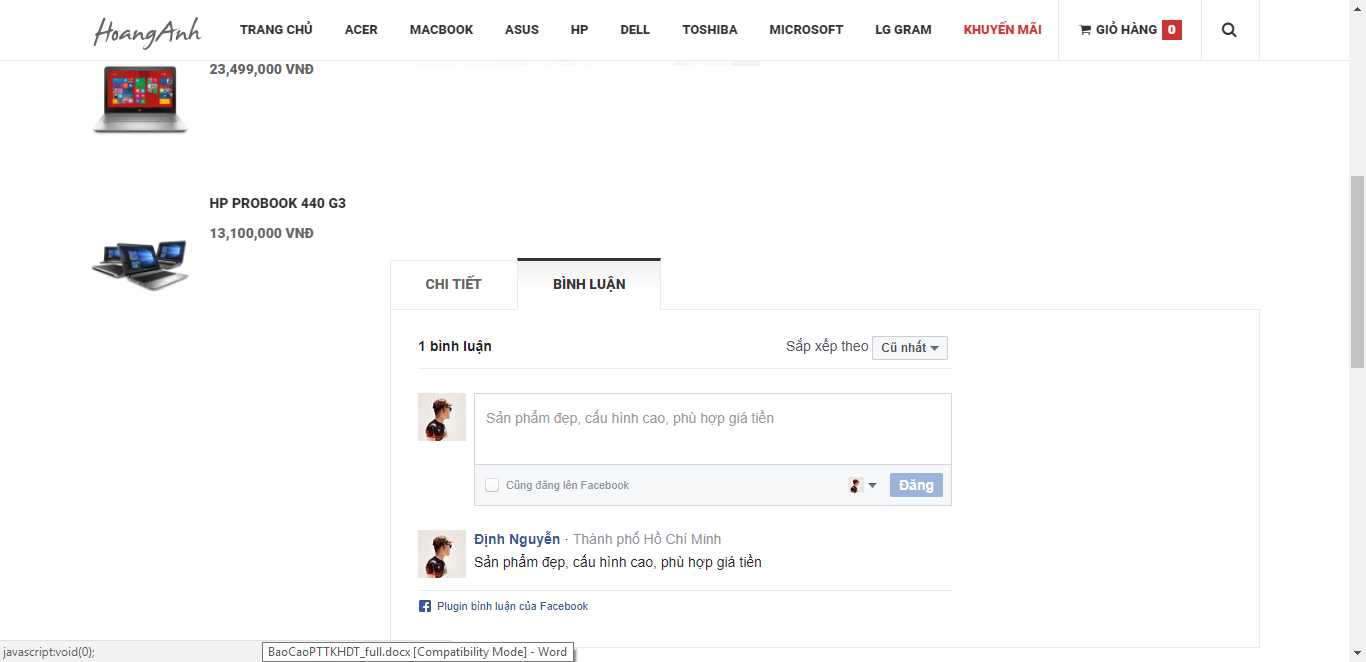 HoangAnh
TRANG CHỦ ACER MACBOOK ASUS HP DELL TOSHIBA MICROSOFT LG GRAM KHUYẾN MÃI GIỎ HÀNG 0
23,499,000 VNĐ
HP PROBOOK 440 G3
13,100,000 VNĐ
CHI TIẾT BÌNH LUẬN
1 bình luận Sắp xếp theo Cũ nhất
Sản phẩm đẹp, cấu hình cao, phù hợp giá tiền
Cũng đăng lên Facebook Đăng
Định Nguyễn · Thành phố Hồ Chí Minh
Sản phẩm đẹp, cấu hình cao, phù hợp giá tiền
Plugin bình luận của Facebook
javascript:void(0); BaoCaoPTTKHDT_full.docx [Compatibility Mode] - Word